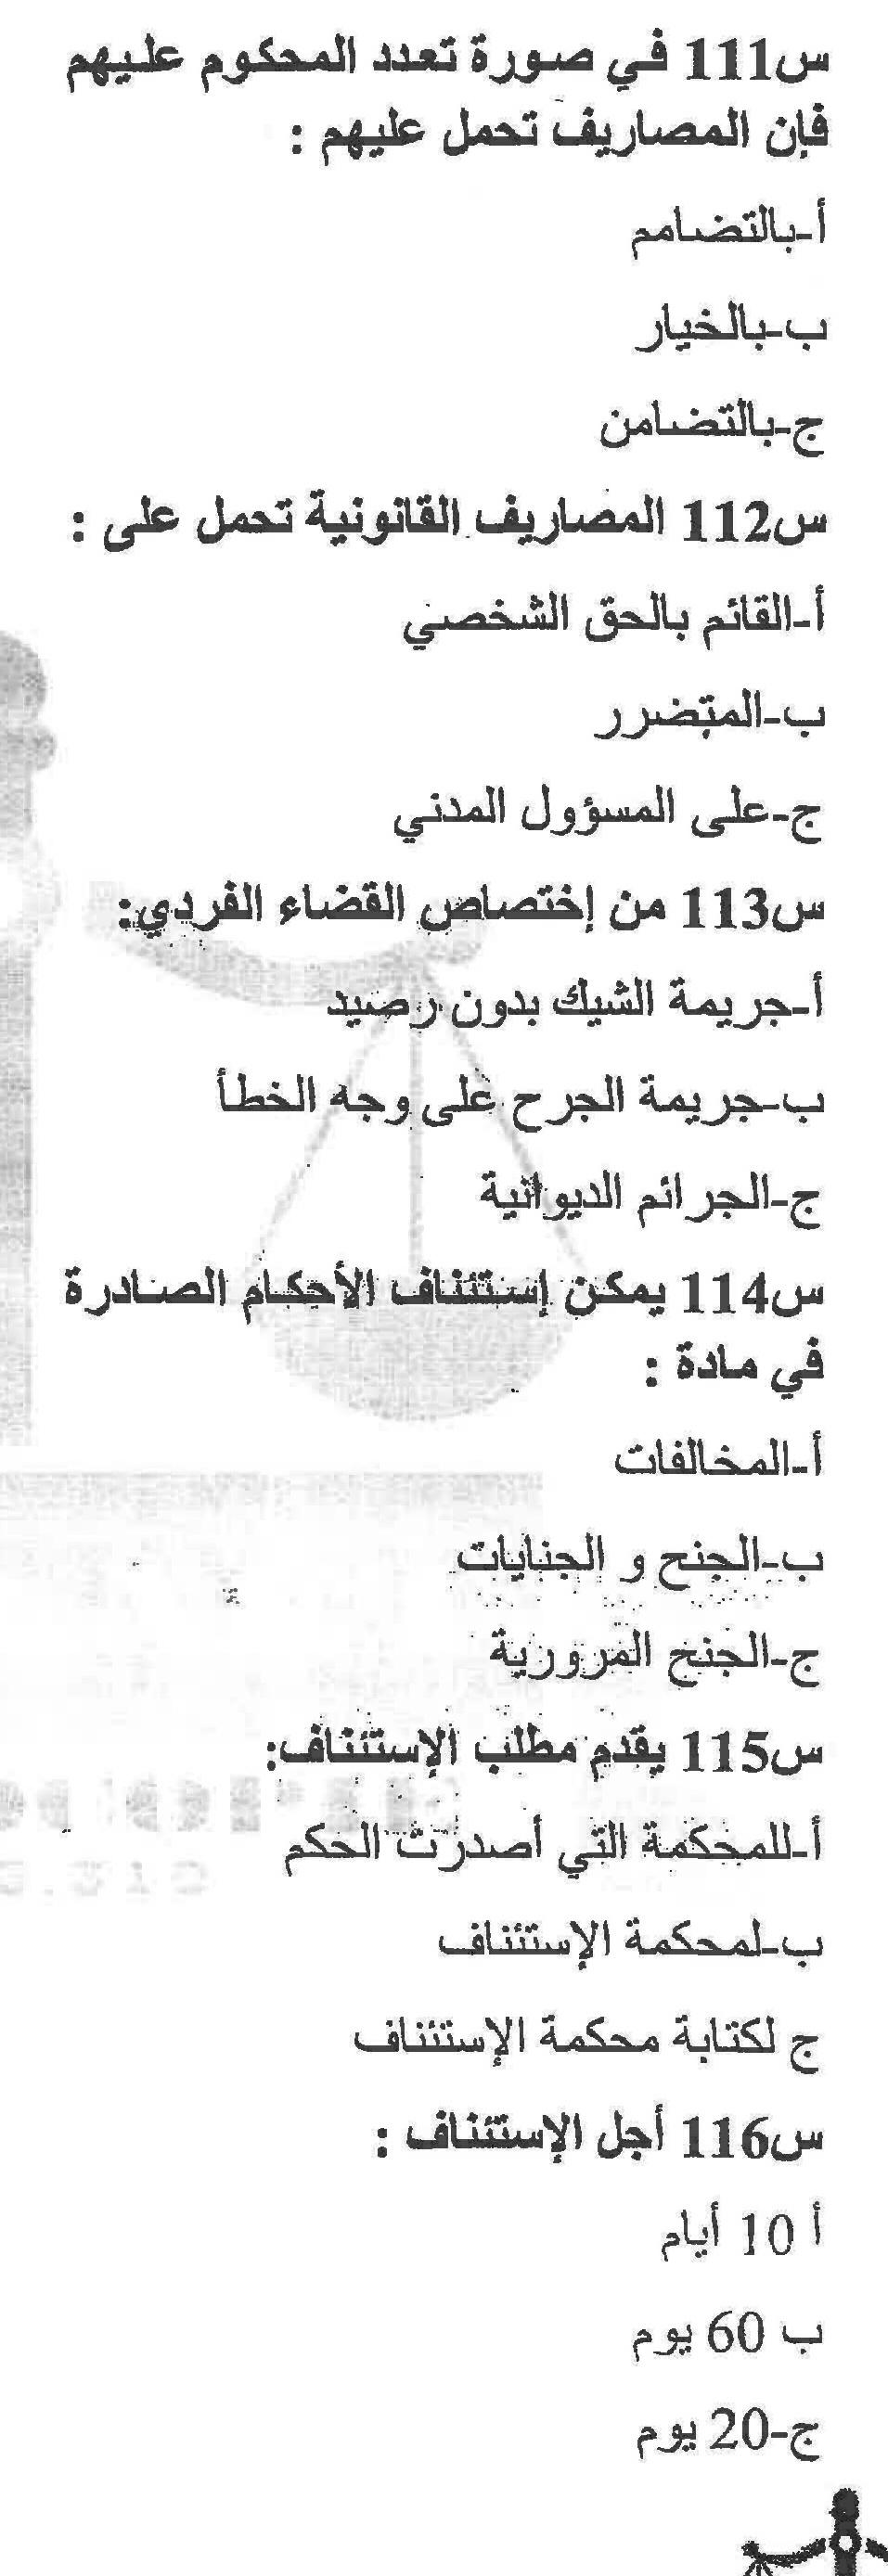 س111 في صورة تعدد المحكوم عليهم
فإن المصاريف تحمل عليهم :
أ-بالتضامم
ب-بالخيار
ج-بالتضامن
س112 المصاريف القانونية تحمل على :
أ-القائم بالحق الشخصي
ب-المتضرر
ج-على المسؤول المدني
س113 من إختصاص القضاء الفردي:
أ-جريمة الشيك بدون رصيد
ب-جريمة الجرح على وجه الخطأ
ج-الجرائم الديوانية
س114 يمكن إستئناف الأحكام الصادرة
في مادة :
أ-المخالفات
ب-الجنح و الجنايات
ج-الجنح المرورية
س115 يقدم مطلب الإستئناف:
أ-للمحكمة التي أصدرت الحكم
ب-لمحكمة الإستئناف
ج لكتابة محكمة الإستئناف
س116 أجل الإستئناف :
أ 10 أيام
ب 60 يوم
ج-20 يوم